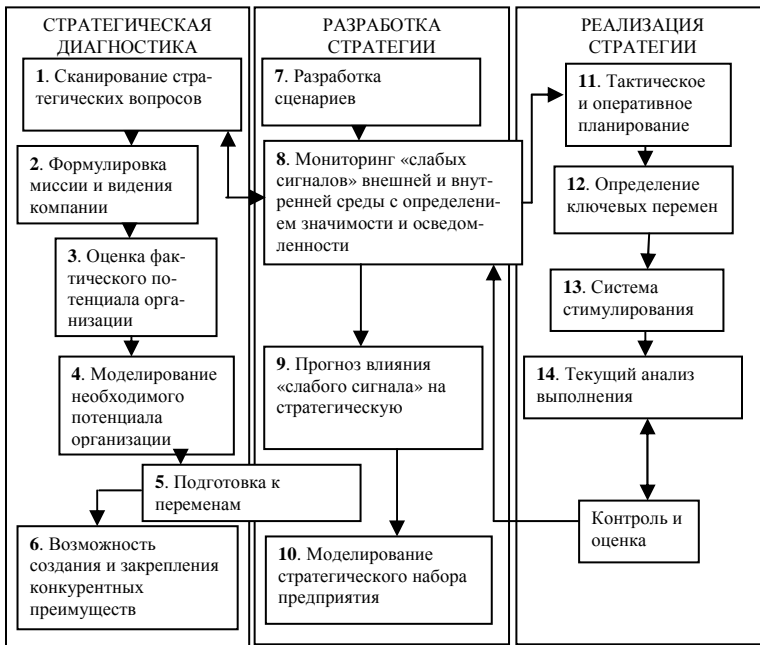 СТРАТЕГИЧЕСКАЯ
ДИАГНОСТИКА
1. Сканирование стра-
тегических вопросов
2. Формулировка
миссии и видения
компании
3. Оценка фак-
тического по-
тенциала орга-
низации
4. Моделирование
необходимого
потенциала
организации
5. Подготовка к
переменам
6. Возможность
создания и закрепления
конкурентных
преимуществ
РАЗРАБОТКА
СТРАТЕГИИ
7. Разработка
сценариев
8. Мониторинг «слабых
сигналов» внешней и внут-
ренней среды с определени-
ем значимости и осведом-
ленности
9. Прогноз влияния
«слабого сигнала» на
стратегическую
10. Моделирование
стратегического набора
предприятия
РЕАЛИЗАЦИЯ
СТРАТЕГИИ
11. Тактическое
и оперативное
планирование
12. Определение
ключевых перемен
13. Система
стимулирования
14. Текущий анализ
выполнения
Контроль и
оценка